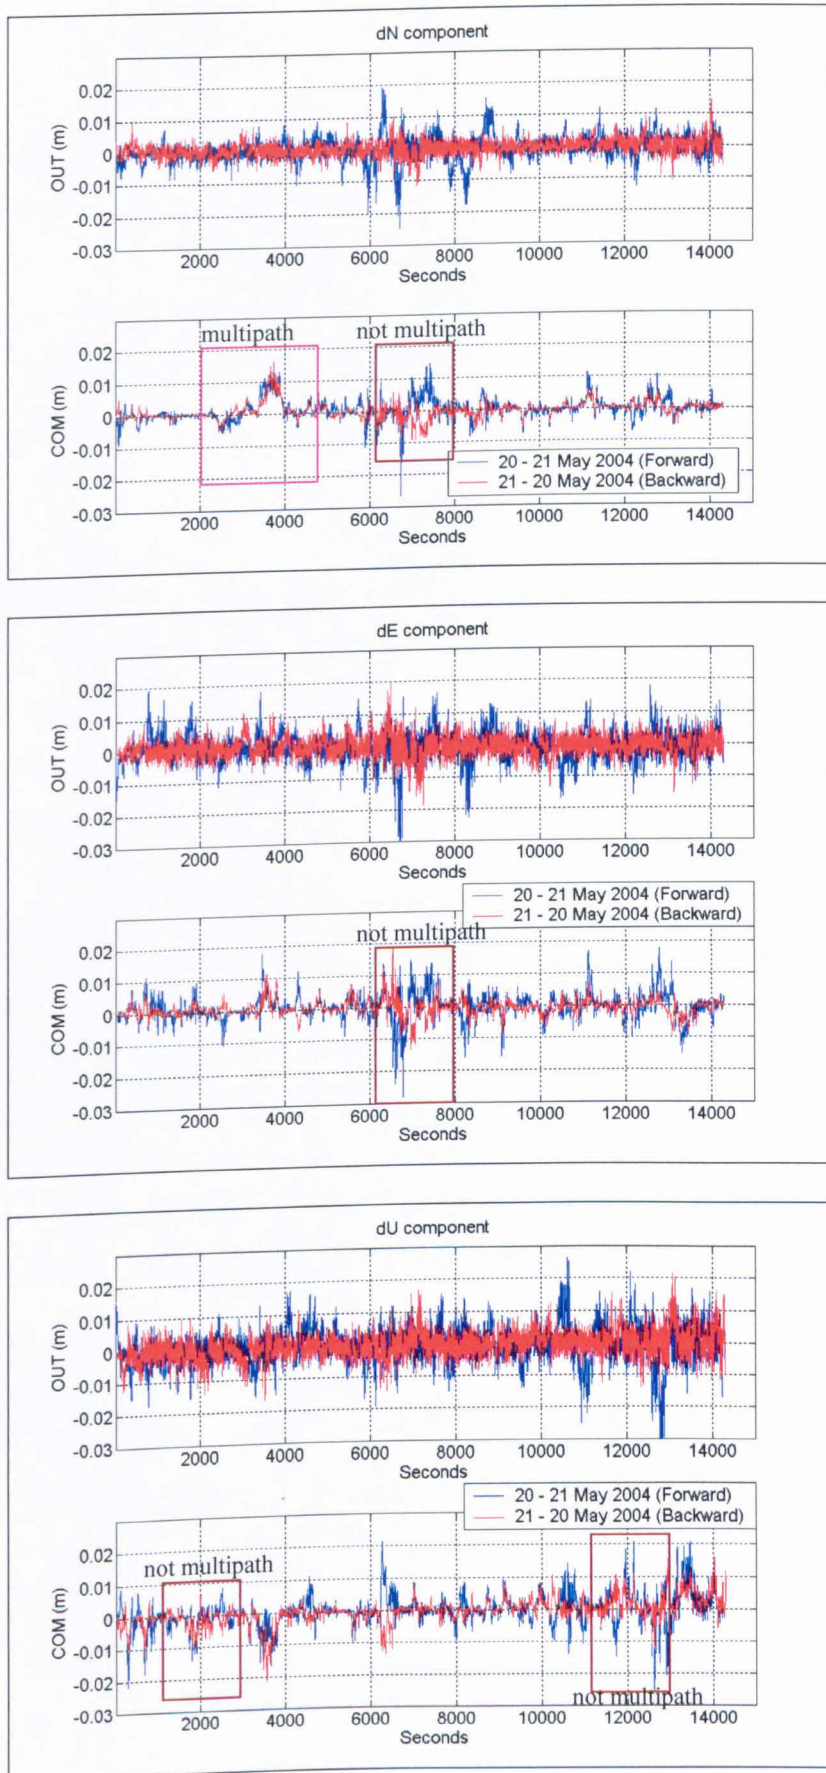 dN component
0.02
0.01
0
-0.01
-0.02
-0.03
OUT (m)
2000 4000 6000 8000 10000 12000 14000
Seconds
multipath
not multipath
0.02
0.01
0
-0.01
-0.02
-0.03
COM (m)
20 - 21 May 2004 (Forward)
21 - 20 May 2004 (Backward)
2000 4000 6000 8000 10000 12000 14000
Seconds
dE component
0.02
0.01
0
-0.01
-0.02
-0.03
OUT (m)
2000 4000 6000 8000 10000 12000 14000
Seconds
20 - 21 May 2004 (Forward)
21 - 20 May 2004 (Backward)
not multipath
0.02
0.01
0
-0.01
-0.02
-0.03
COM (m)
2000 4000 6000 8000 10000 12000 14000
Seconds
dU component
0.02
0.01
0
-0.01
-0.02
-0.03
OUT (m)
2000 4000 6000 8000 10000 12000 14000
Seconds
20 - 21 May 2004 (Forward)
21 - 20 May 2004 (Backward)
not multipath
0.02
0.01
0
-0.01
-0.02
-0.03
COM (m)
not multipath
2000 4000 6000 8000 10000 12000 14000
Seconds